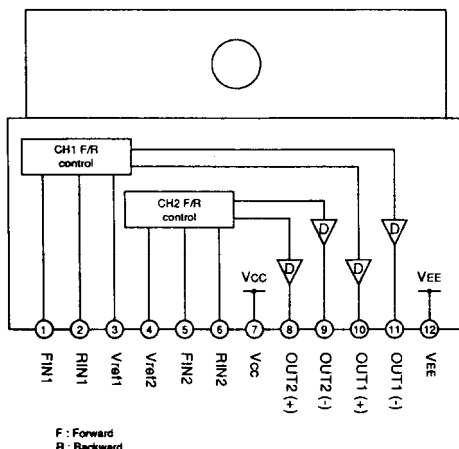 CH1 F/R
control
CH2 F/R
control
D
D
D
D
VCC
VEE
1 2 3 4 5 6 7 8 9 10 11 12
FIN1
RIN1
Vref1
Vref2
FIN2
RIN2
VCC
OUT2 (+)
OUT2 (-)
OUT1 (+)
OUT1 (-)
VEE
F : Forward
R : Backward